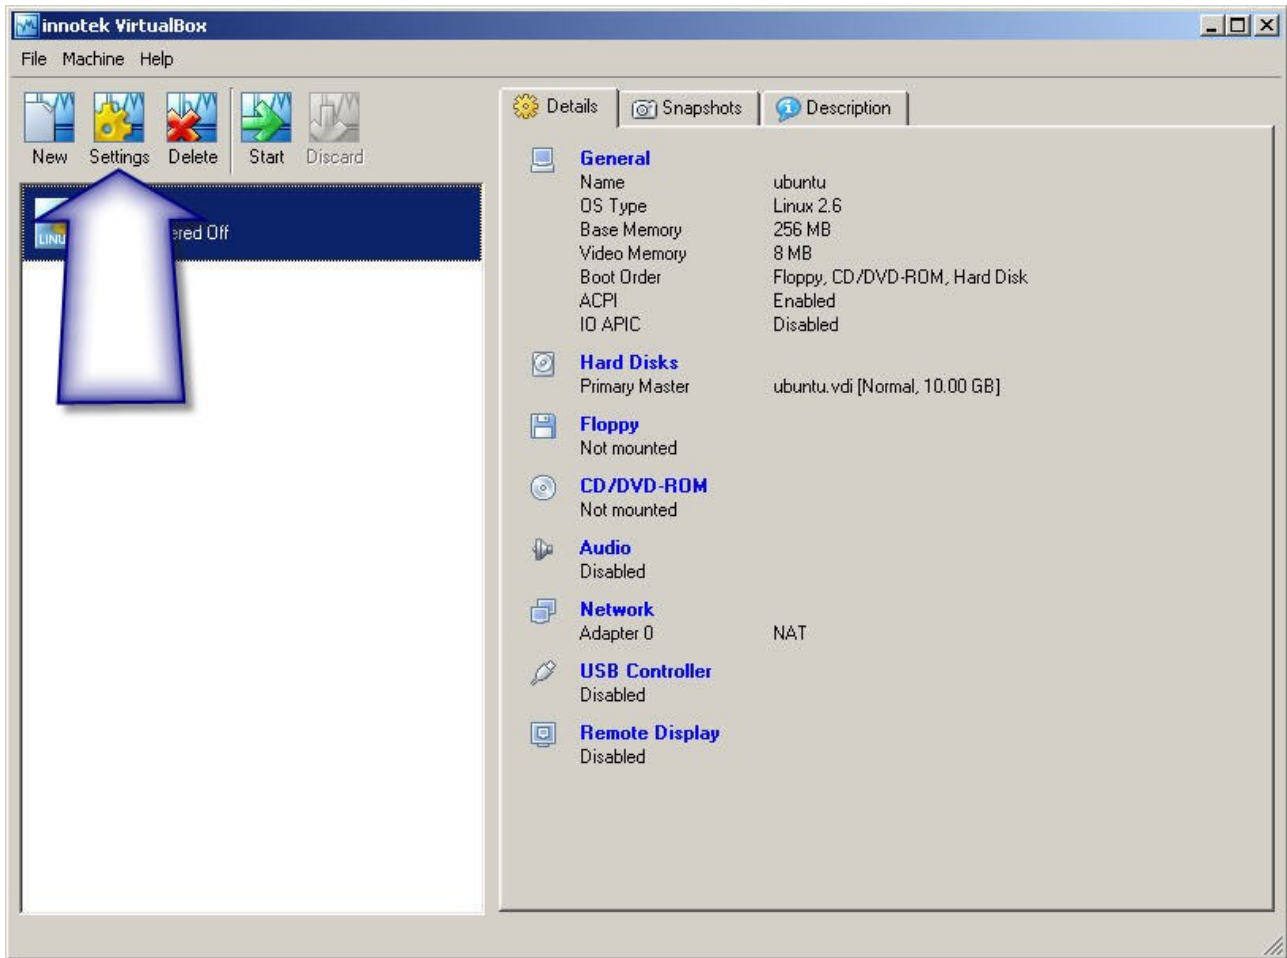 innotek VirtualBox
File Machine Help
New Settings Delete Start Discard
ered Off
Details Snapshots Description
General
Name ubuntu
OS Type Linux 2.6
Base Memory 256 MB
Video Memory 8 MB
Boot Order Floppy, CD/DVD-ROM, Hard Disk
ACPI Enabled
IO APIC Disabled
Hard Disks
Primary Master ubuntu.vdi [Normal, 10.00 GB]
Floppy
Not mounted
CD/DVD-ROM
Not mounted
Audio
Disabled
Network
Adapter 0 NAT
USB Controller
Disabled
Remote Display
Disabled